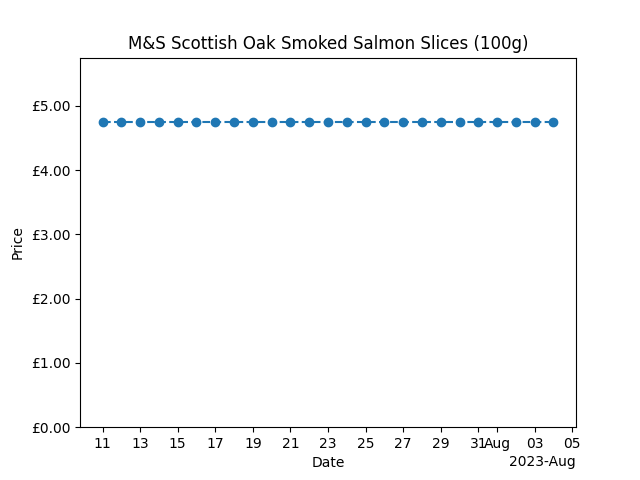 M&S Scottish Oak Smoked Salmon Slices (100g)
£5.00
£4.00
£3.00
£2.00
£1.00
£0.00
Price
11 13 15 17 19 21 23 25 27 29 31 Aug 03 05
Date
2023-Aug